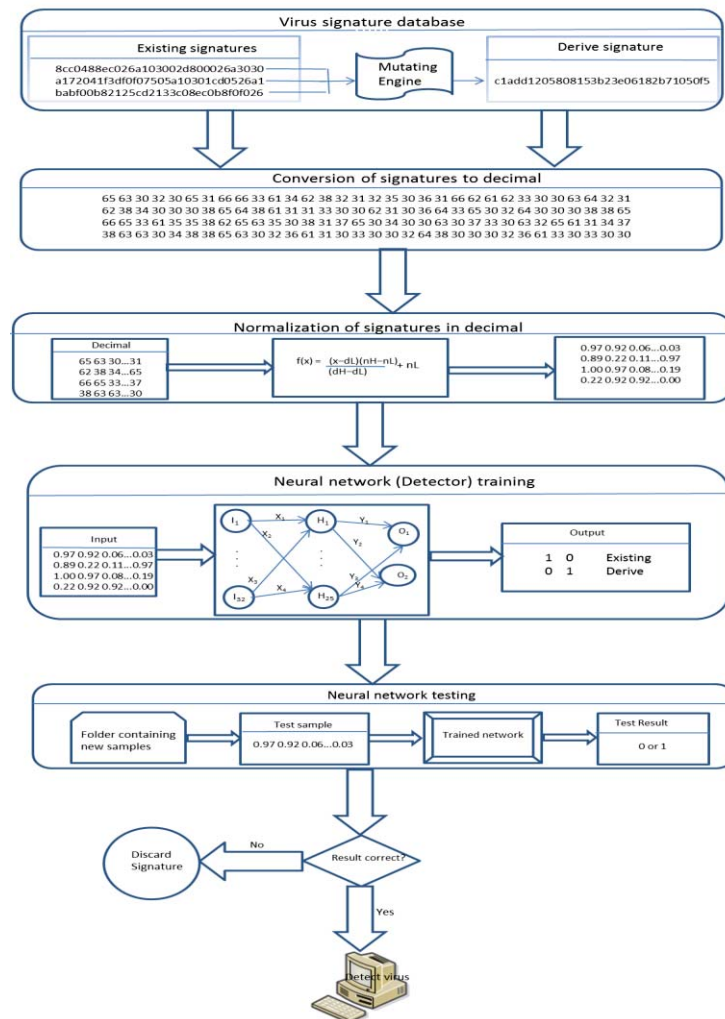 Virus signature database
Existing signatures
8cc0488ec026a103002d800026a3030
a172041f3df0f07505a10301cd0526a1
babf00b82125cd2133c08ec0b8f0f026
Mutating
Engine
Derive signature
c1add1205808153b23e06182b71050f5
Conversion of signatures to decimal
65 63 30 32 30 65 31 66 66 33 61 34 62 38 32 31 32 35 30 36 31 66 62 61 62 33 30 30 63 64 32 31
62 38 34 30 30 30 38 65 64 38 61 31 31 33 30 30 62 31 30 36 64 33 65 30 32 64 30 30 30 38 38 65
66 65 33 61 35 35 38 62 65 63 35 30 38 31 37 65 30 34 30 30 63 30 37 33 30 63 32 65 61 31 34 37
38 63 63 30 34 38 38 65 63 30 32 36 61 31 30 33 30 30 32 64 38 30 30 30 32 36 61 33 30 33 30 30
Normalization of signatures in decimal
Decimal
65 63 30...31
62 38 34...65
66 65 33...37
38 63 63...30
f(x) = (x-dL)(nH-nL) + nL
(dH-dL)
0.97 0.92 0.06...0.03
0.89 0.22 0.11...0.97
1.00 0.97 0.08...0.19
0.22 0.92 0.92...0.00
Neural network (Detector) training
Input
0.97 0.92 0.06...0.03
0.89 0.22 0.11...0.97
1.00 0.97 0.08...0.19
0.22 0.92 0.92...0.00
I1 X1 H1 Y1 O1
X2 Y2
X3 Y3 O2
I32 X4 H25 Y4
Output
1 0 Existing
0 1 Derive
Neural network testing
Folder containing
new samples
Test sample
0.97 0.92 0.06...0.03
Trained network
Test Result
0 or 1
Discard
Signature
No
Result correct?
Yes
Detect virus